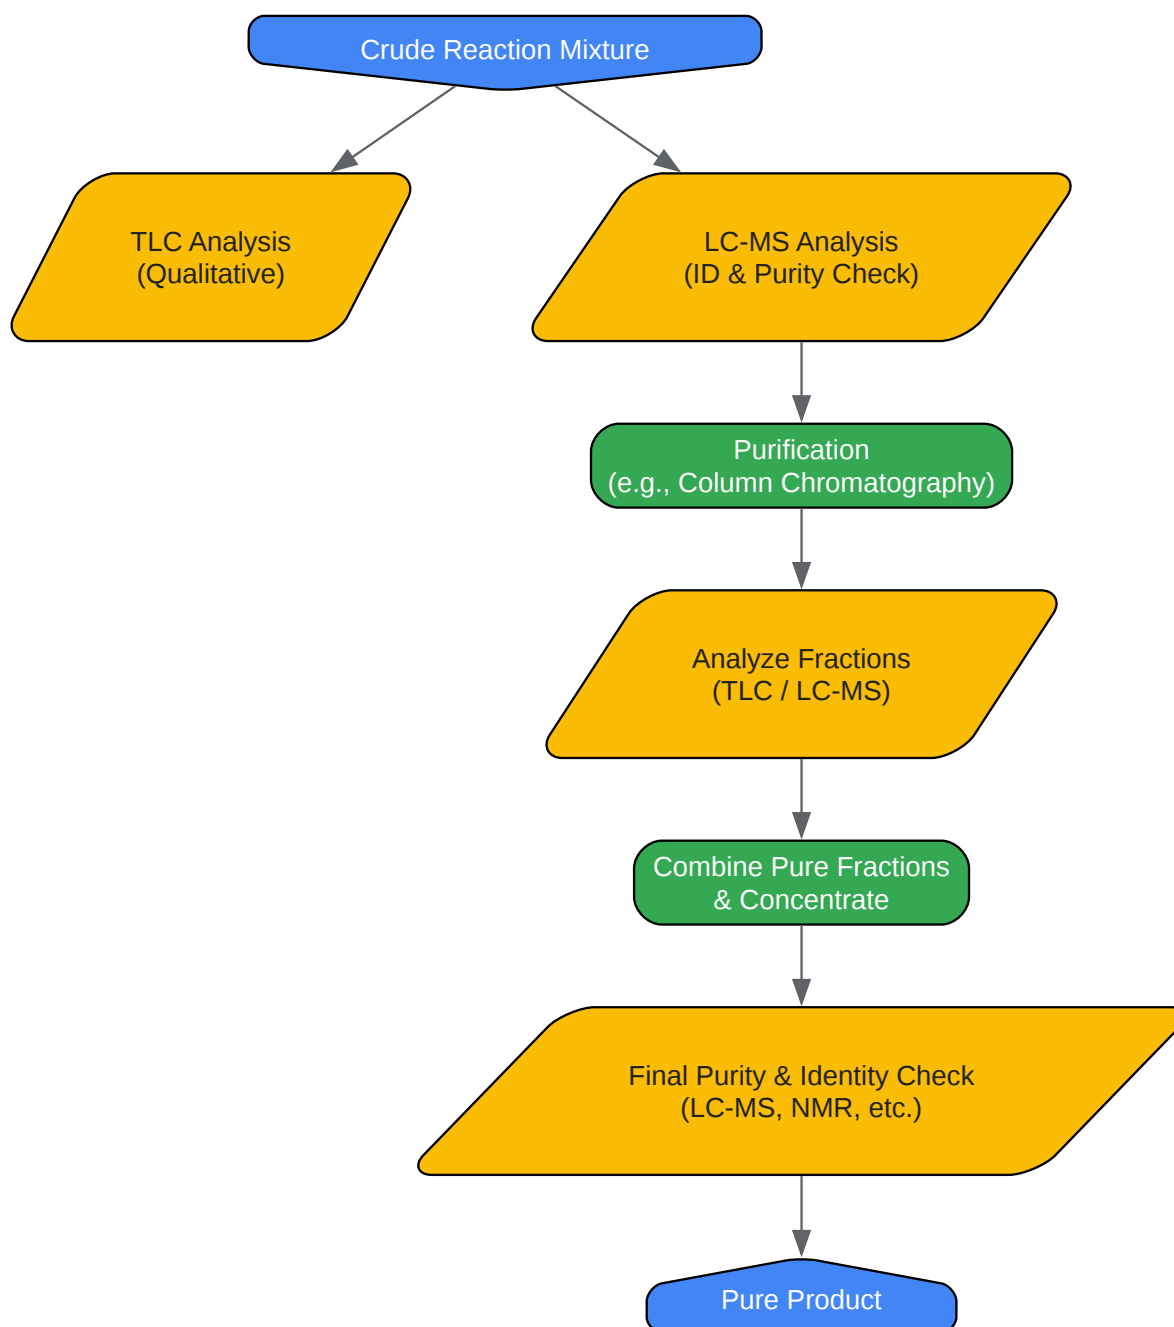 Crude Reaction Mixture
TLC Analysis
(Qualitative)
LC-MS Analysis
(ID & Purity Check)
Purification
(e.g., Column Chromatography)
Analyze Fractions
(TLC / LC-MS)
Combine Pure Fractions
& Concentrate
Final Purity & Identity Check
(LC-MS, NMR, etc.)
Pure Product